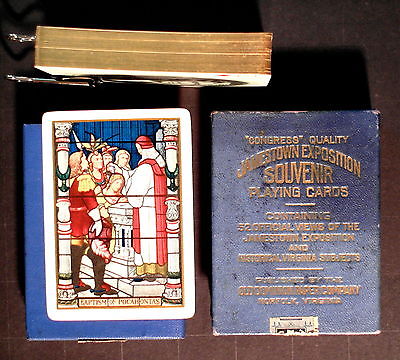 BAPTISM OF POCAHONTAS
"CONGRESS" QUALITY
JAMESTOWN EXPOSITION
SOUVENIR
PLAYING CARDS
CONTAINING
52 OFFICIAL VIEWS OF THE
JAMESTOWN EXPOSITION
AND
HISTORICAL VIRGINIA SUBJECTS
PUBLISHED BY THE
OLD DOMINION PAPER COMPANY
NORFOLK, VIRGINIA